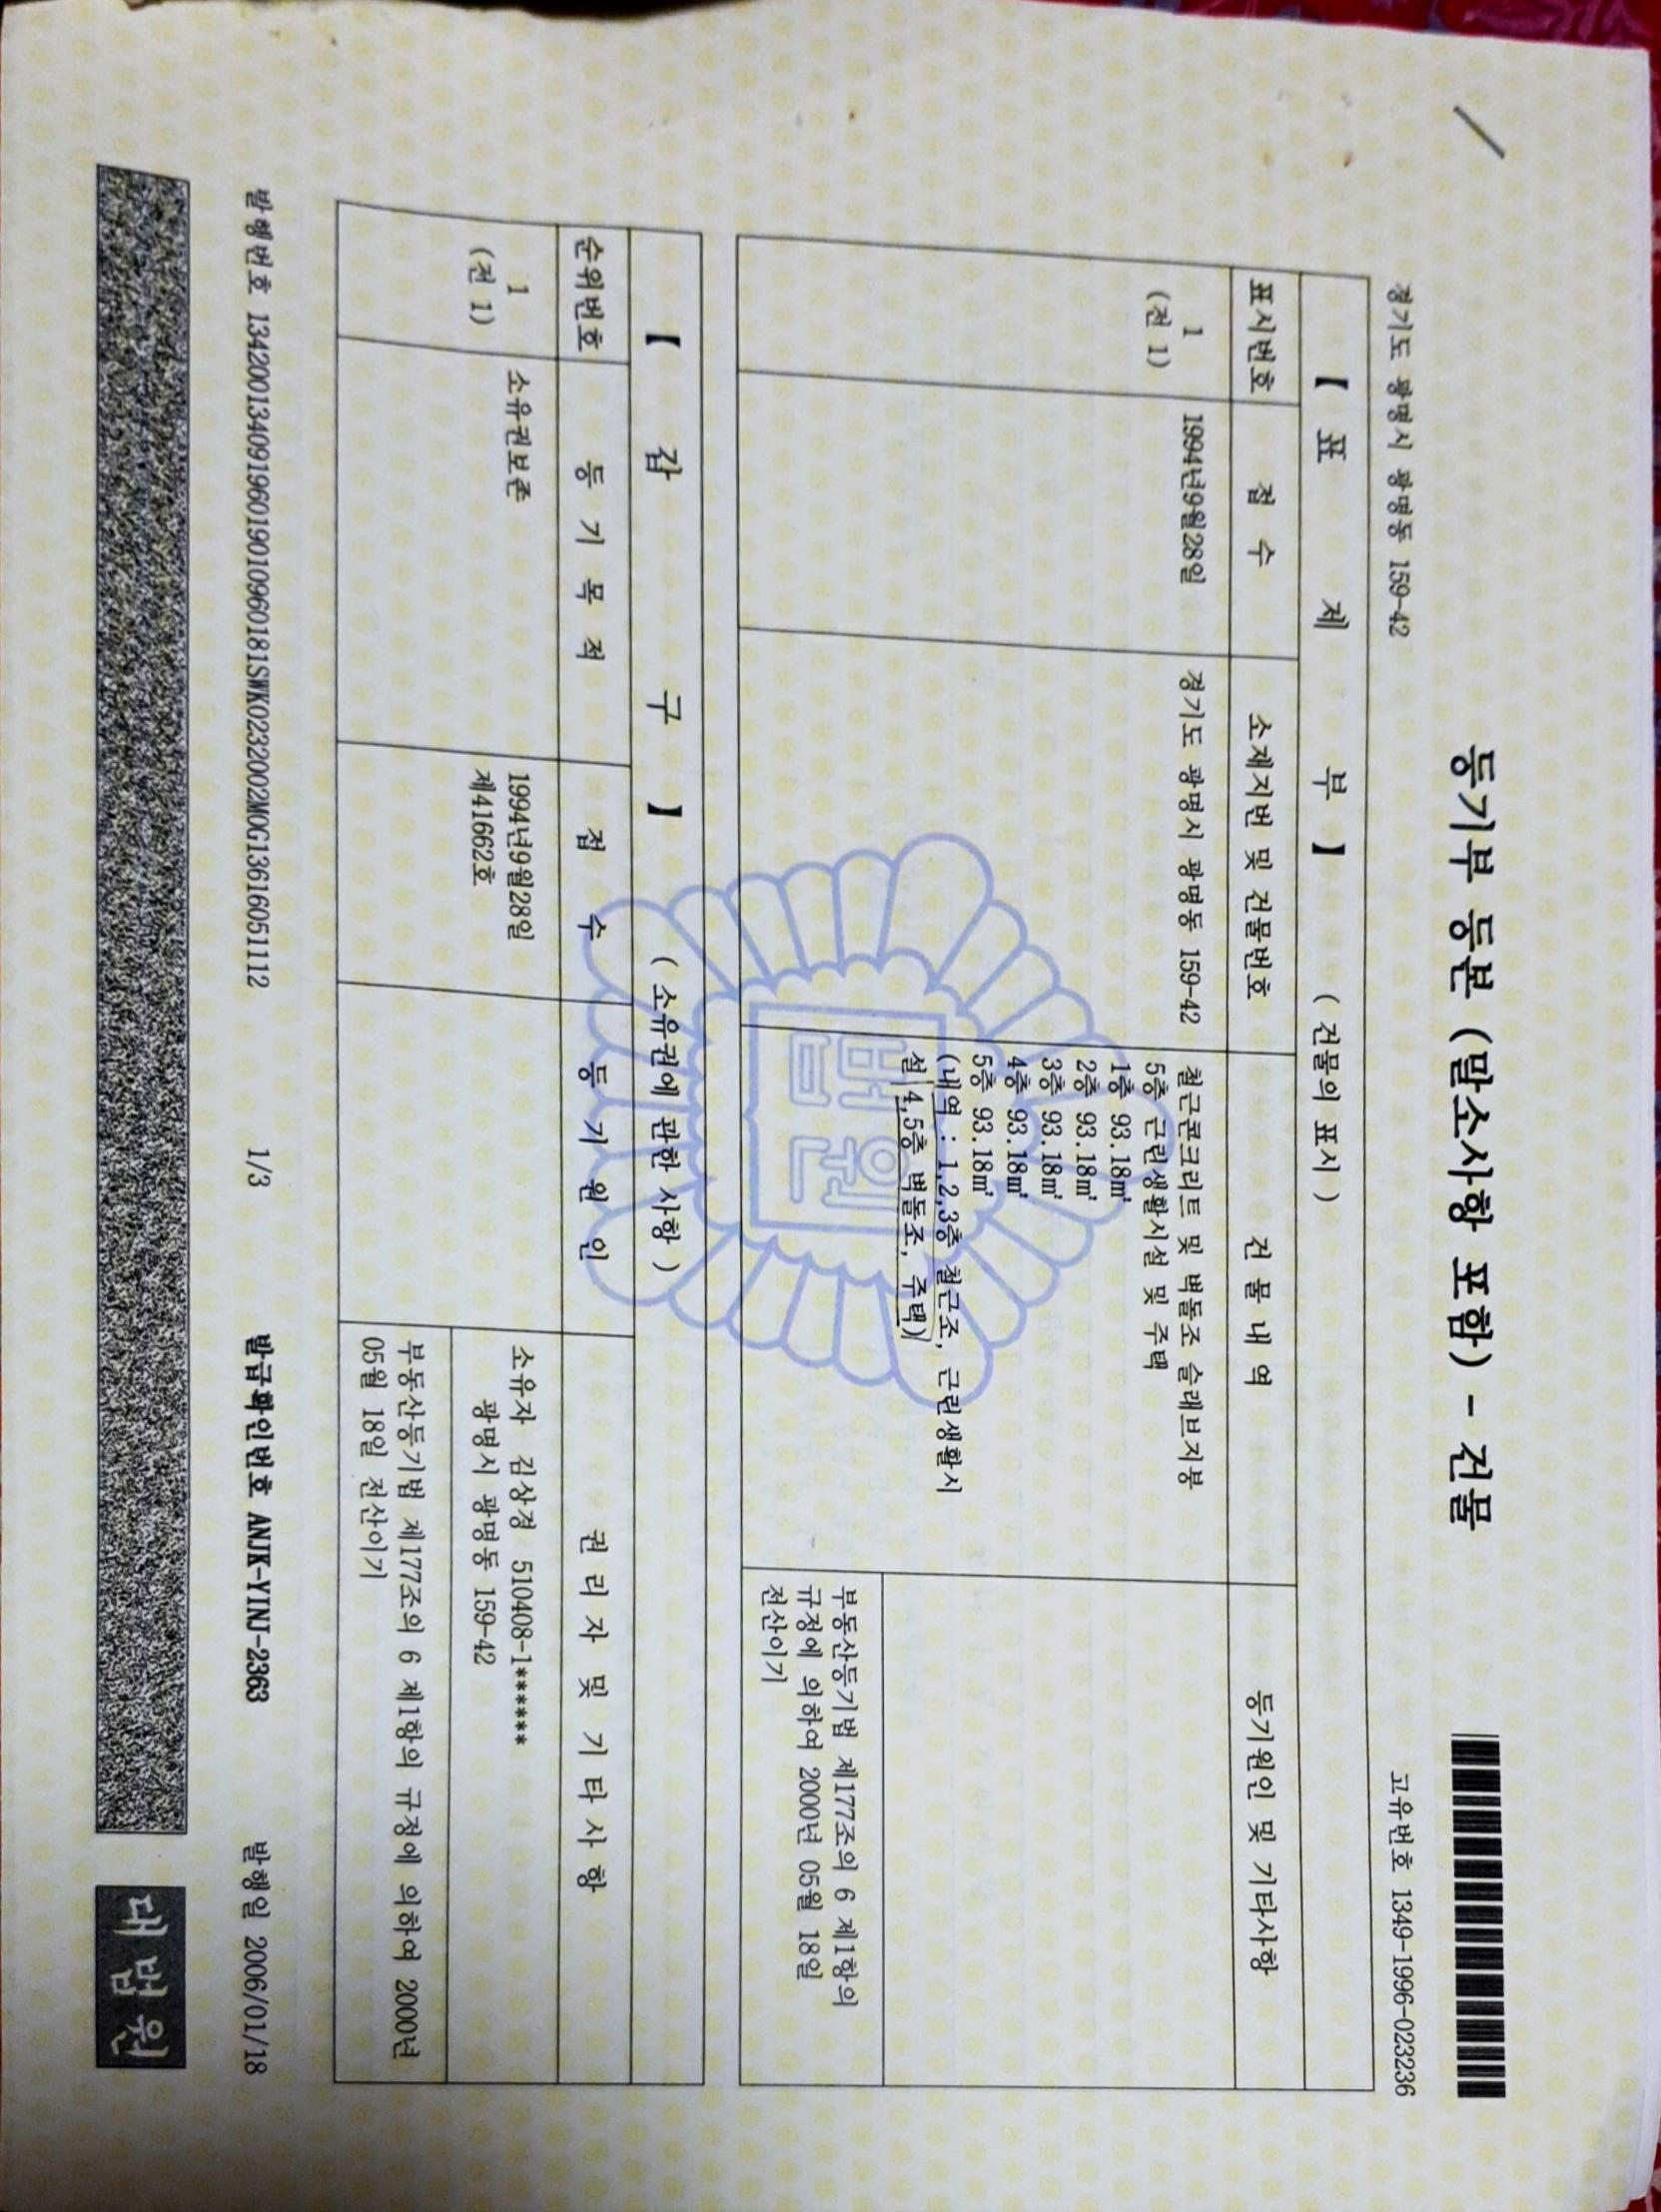 등기부 등본 (말소사항 포함) - 건물
경기도 광명시 광명동 159-42
고유번호 1349-1996-023236
【 표 제 부 】 ( 건물의 표시 )
표시번호 접 수 소재지번 및 건물번호 건 물 내 역 등기원인 및 기타사항
1
(전 1)
1994년9월28일
경기도 광명시 광명동 159-42
철근콘크리트 및 벽돌조 슬래브지붕
5층 근린생활시설 및 주택
1층 93.18㎡
2층 93.18㎡
3층 93.18㎡
4층 93.18㎡
5층 93.18㎡
(내역 : 1,2,3층 철근조, 근린생활시
설 4,5층 벽돌조, 주택)
부동산등기법 제177조의 6 제1항의
규정에 의하여 2000년 05월 18일
전산이기
법원
【 갑 구 】 ( 소유권에 관한 사항 )
순위번호 등 기 목 적 접 수 등 기 원 인 권 리 자 및 기 타 사 항
1
(전 1)
소유권보존
1994년9월28일
제41662호
소유자 김상경 510408-1******
광명시 광명동 159-42
부동산등기법 제177조의 6 제1항의 규정에 의하여 2000년
05월 18일 전산이기
발행번호 13420013409196019010960181SWK0232002MOG13616051112
1/3
발급확인번호 ANJK-YINJ-2363
발행일 2006/01/18
대법원